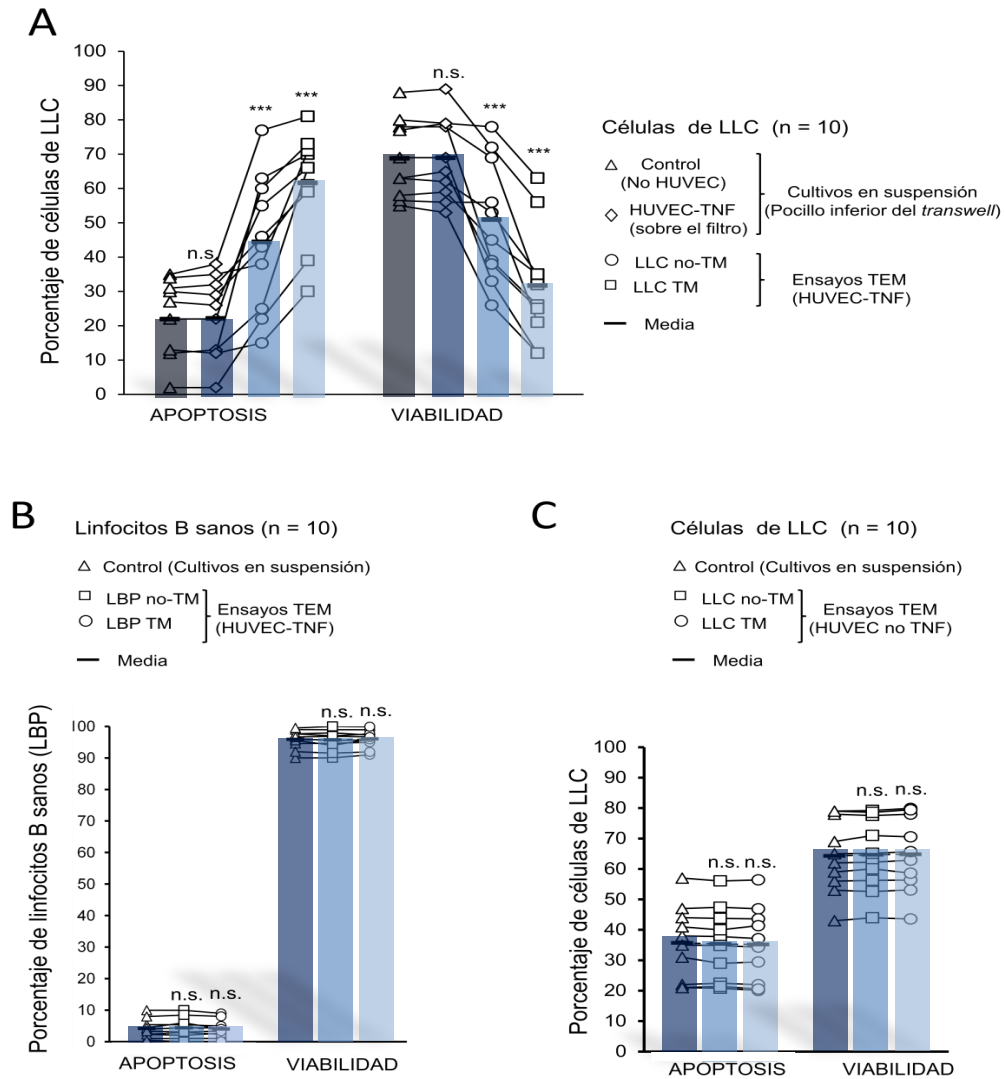 A
100
90
80
70
60
50
40
30
20
10
0
Porcentaje de células de LLC
n.s.
***
***
n.s.
***
***
APOPTOSIS
VIABILIDAD
Células de LLC (n = 10)
Control
(No HUVEC)
HUVEC-TNF
(sobre el filtro)
Cultivos en suspensión
(Pocillo inferior del transwell)
LLC no-TM
LLC TM
Ensayos TEM
(HUVEC-TNF)
Media
B
Linfocitos B sanos (n = 10)
Control (Cultivos en suspensión)
LBP no-TM
LBP TM
Ensayos TEM
(HUVEC-TNF)
Media
Porcentaje de linfocitos B sanos (LBP)
100
90
80
70
60
50
40
30
20
10
0
n.s.
n.s.
n.s.
n.s.
APOPTOSIS
VIABILIDAD
C
Células de LLC (n = 10)
Control (Cultivos en suspensión)
LLC no-TM
LLC TM
Ensayos TEM
(HUVEC no TNF)
Media
Porcentaje de células de LLC
100
90
80
70
60
50
40
30
20
10
0
n.s.
n.s.
n.s.
n.s.
APOPTOSIS
VIABILIDAD